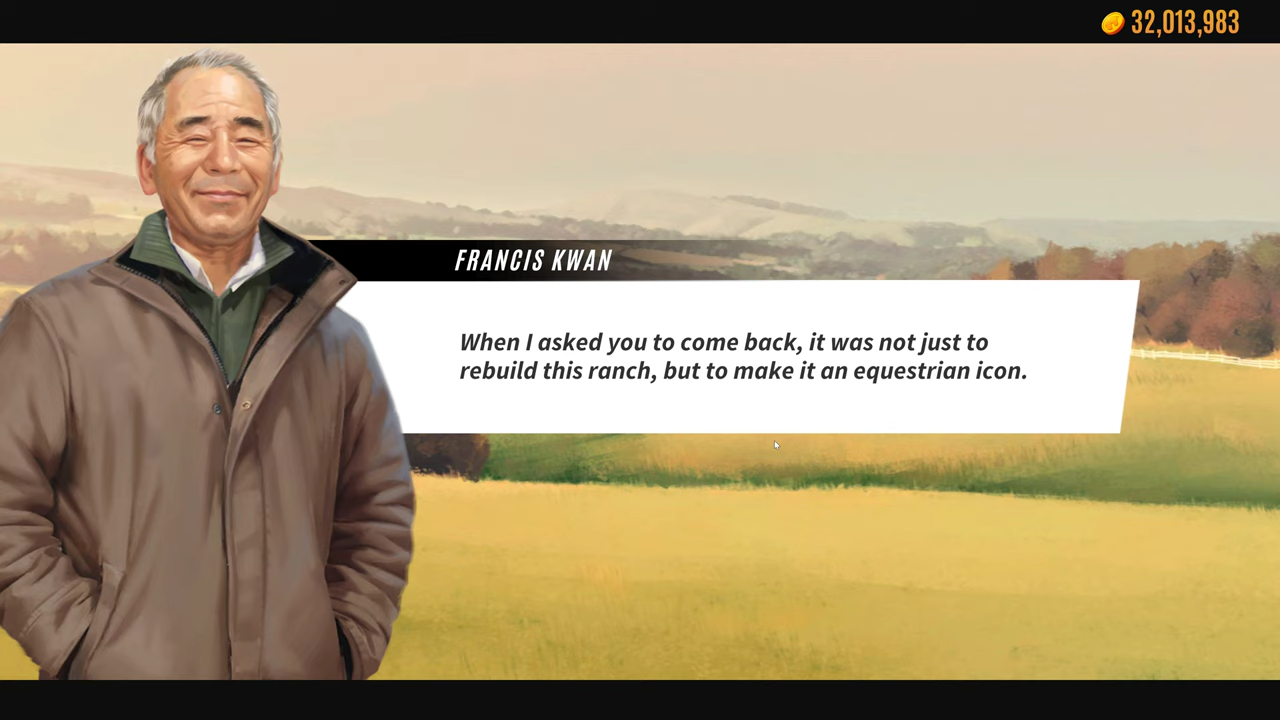 32,013,983
FRANCIS KWAN
When I asked you to come back, it was not just to
rebuild this ranch, but to make it an equestrian icon.